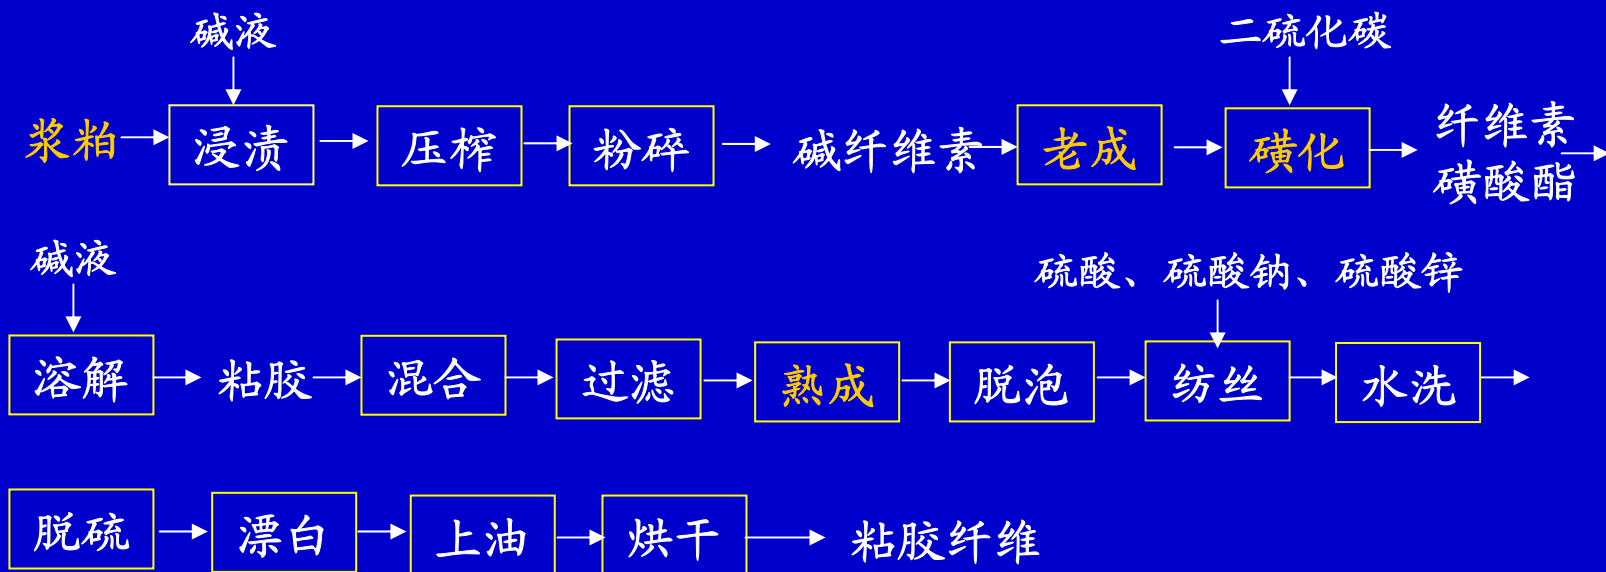 碱液
二硫化碳
浆粕 浸渍 压榨 粉碎 碱纤维素 老成 磺化 纤维素
磺酸酯
碱液
硫酸、硫酸钠、硫酸锌
溶解 粘胶 混合 过滤 熟成 脱泡 纺丝 水洗
脱硫 漂白 上油 烘干 粘胶纤维